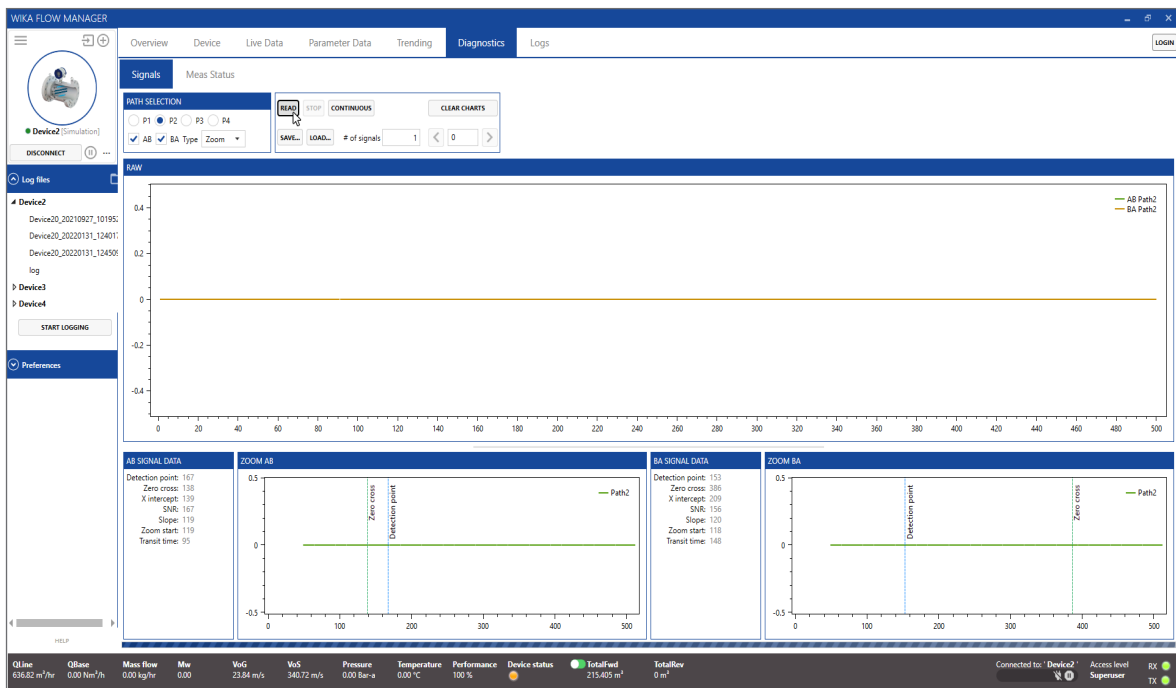 WIKA FLOW MANAGER
Overview Device Live Data Parameter Data Trending Diagnostics Logs
LOGIN
Signals Meas Status
PATH SELECTION
P1 P2 P3 P4
AB BA Type Zoom
READ STOP CONTINUOUS CLEAR CHARTS
SAVE... LOAD... # of signals 1 0
Device2 [Simulation]
DISCONNECT ...
Log files
Device2
Device20_20210927_10195
Device20_20220131_12401
Device20_20220131_12450
log
Device3
Device4
START LOGGING
Preferences
HELP
RAW
AB Path2
BA Path2
0.4
0.2
0
-0.2
-0.4
0 20 40 60 80 100 120 140 160 180 200 220 240 260 280 300 320 340 360 380 400 420 440 460 480 500
AB SIGNAL DATA
Detection point: 167
Zero cross: 138
X intercept: 139
SNR: 167
Slope: 119
Zoom start: 119
Transit time: 95
ZOOM AB
Path2
Zero cross
Detection point
0.5
0
-0.5
0 100 200 300 400 500
BA SIGNAL DATA
Detection point: 153
Zero cross: 386
X intercept: 209
SNR: 156
Slope: 120
Zoom start: 118
Transit time: 148
ZOOM BA
Path2
Detection point
Zero cross
0.5
0
-0.5
0 100 200 300 400 500
QLine QBase Mass flow Mw VoG VoS Pressure Temperature Performance Device status TotalFwd TotalRev
636.82 m³/hr 0.00 Nm³/h 0.00 kg/hr 0.00 23.84 m/s 340.72 m/s 0.00 Bar-a 0.00 °C 100 % 215.405 m³ 0 m³
Connected to: ' Device2 ' Access level RX
Superuser TX